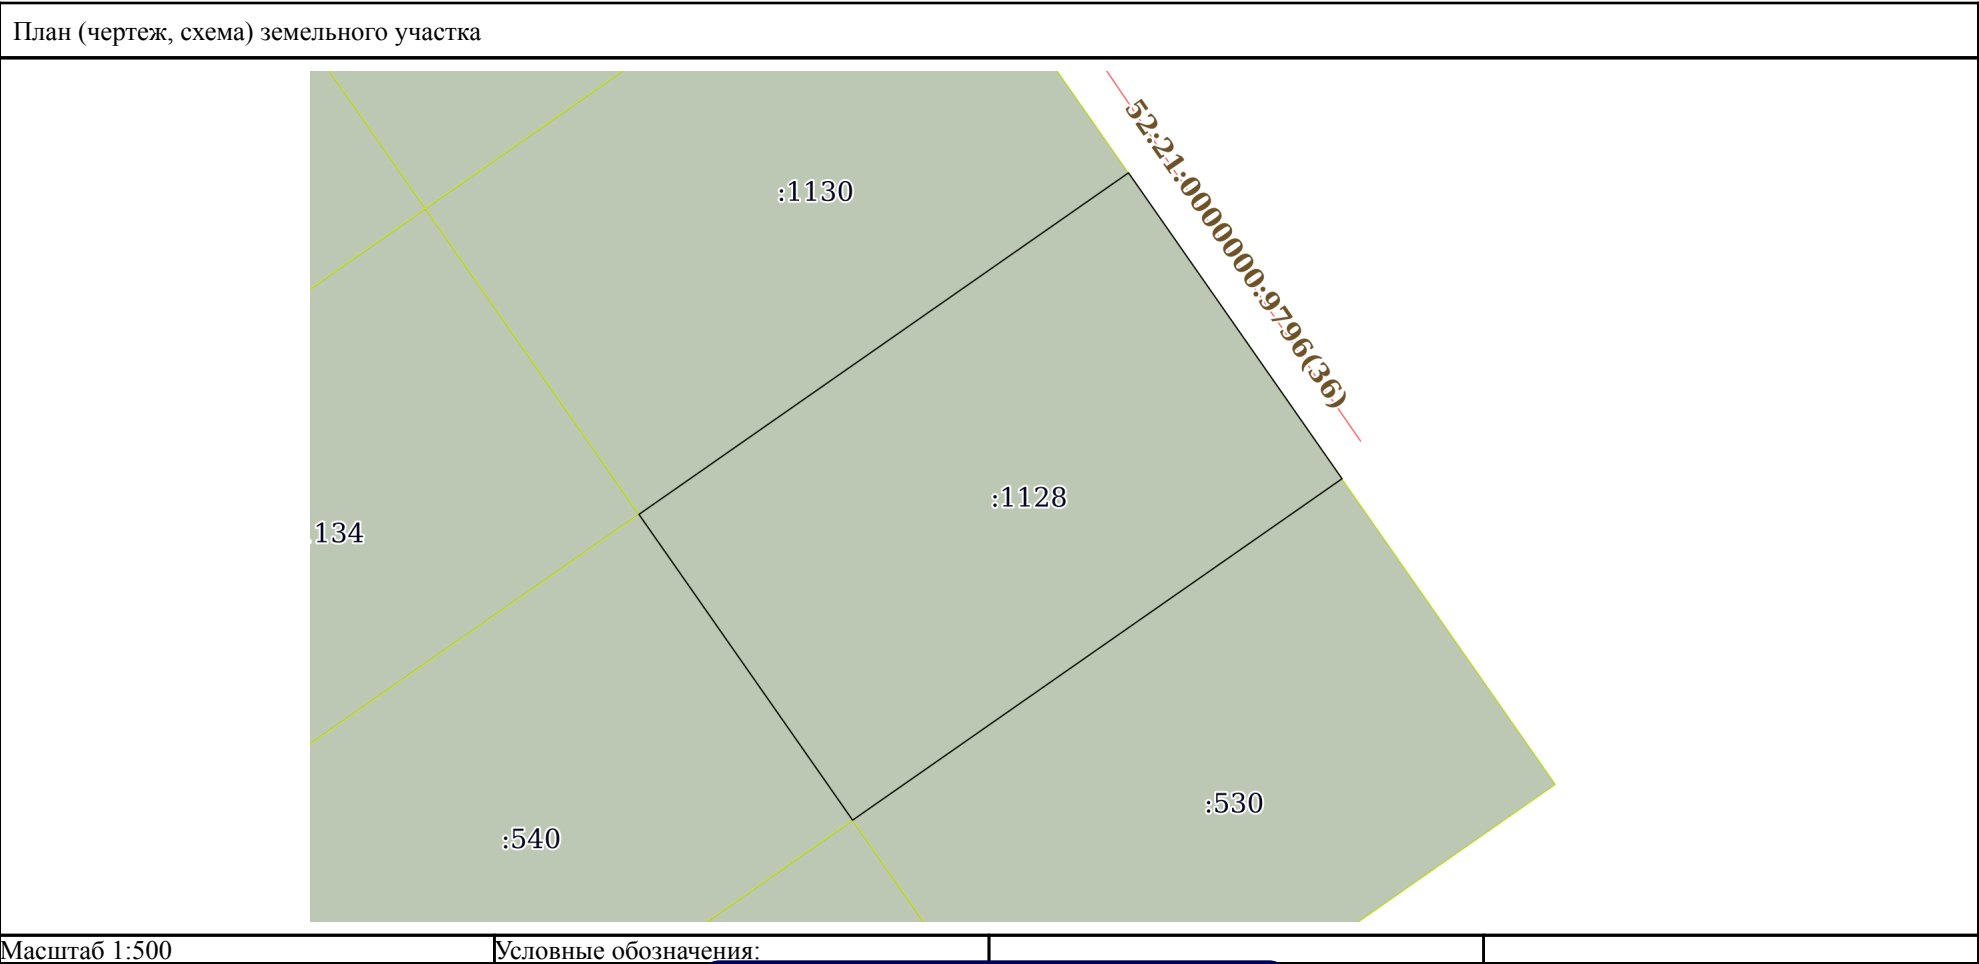 План (чертеж, схема) земельного участка
52:21:0000000:9796(36)
:1130
:1128
134
:530
:540
Масштаб 1:500
Условные обозначения: